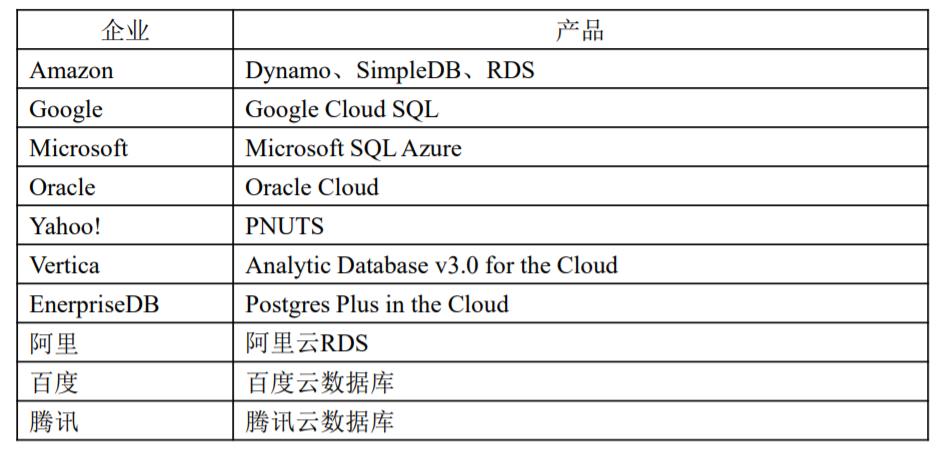 企业 产品
Amazon Dynamo、SimpleDB、RDS
Google Google Cloud SQL
Microsoft Microsoft SQL Azure
Oracle Oracle Cloud
Yahoo! PNUTS
Vertica Analytic Database v3.0 for the Cloud
EnerpriseDB Postgres Plus in the Cloud
阿里 阿里云RDS
百度 百度云数据库
腾讯 腾讯云数据库